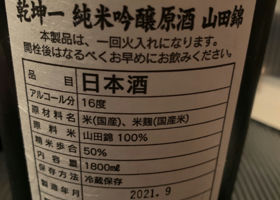 乾坤一 純米吟醸原酒 山田錦
本製品は、一回火入れになります。
開栓後はなるべくお早めにお飲みください。
品目 日本酒
アルコール分 16度
原材料名 米(国産)、米麹(国産米)
原料米 山田錦 100%
精米歩合 50%
内容量 1800ml
保存方法 冷蔵保存
製造年月 2021.9